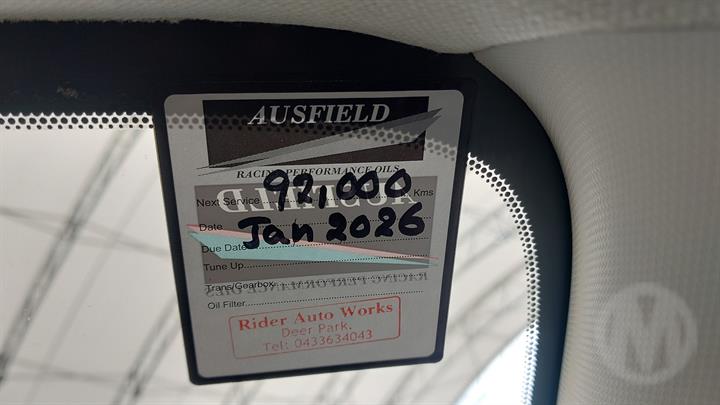 AUSFIELD
RACING PERFORMANCE OILS
Next Service 92,000 Kms
Date
Due Date Jan 2026
Tune Up
Trans/Gearbox
Oil Filter
Rider Auto Works
Deer Park.
Tel: 0433634043